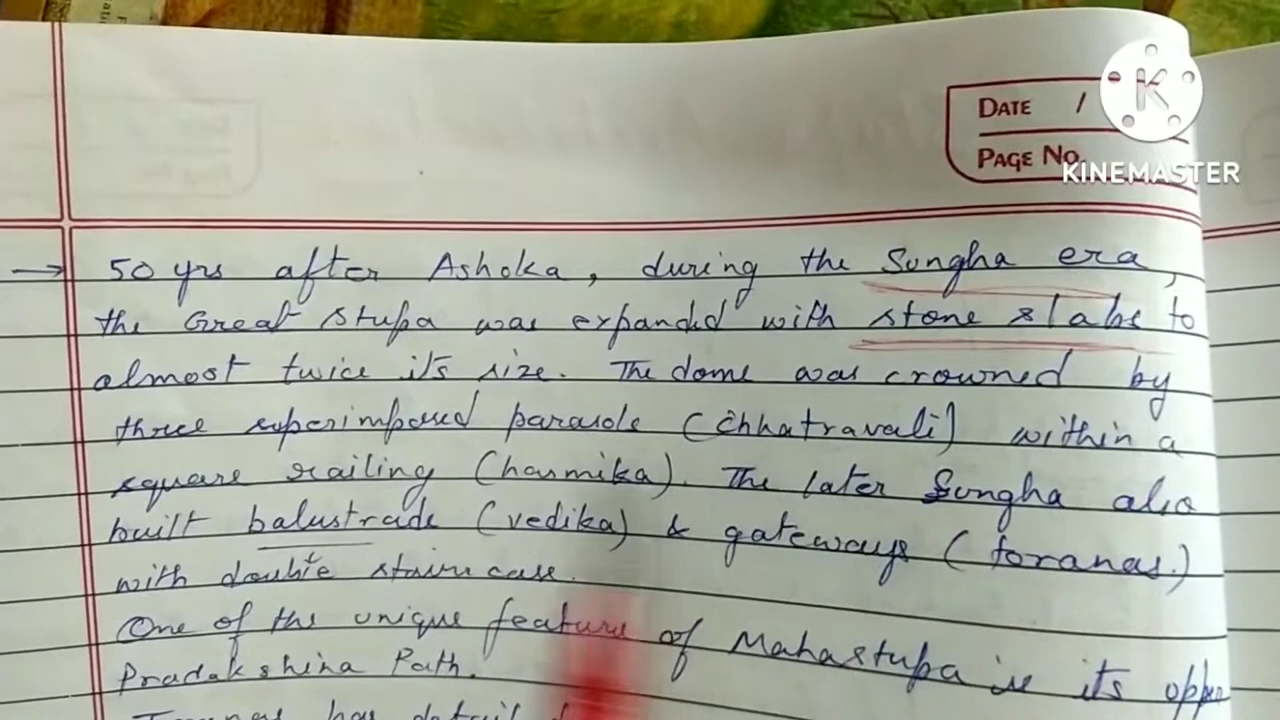 DATE /
PAGE No.
KINEMASTER
→ 50 yrs after Ashoka, during the Sungha era,
the Great Stupa was expanded with stone slabs to
almost twice its size. The dome was crowned by
three superimposed parasols (Chhatravali) within a
square railing (harmika). The later Sungha also
built balustrade (vedika) & gateways (toranas.)
with double staircase.
One of the unique feature of Mahastupa is its upper
Pradakshina Path.
has detail